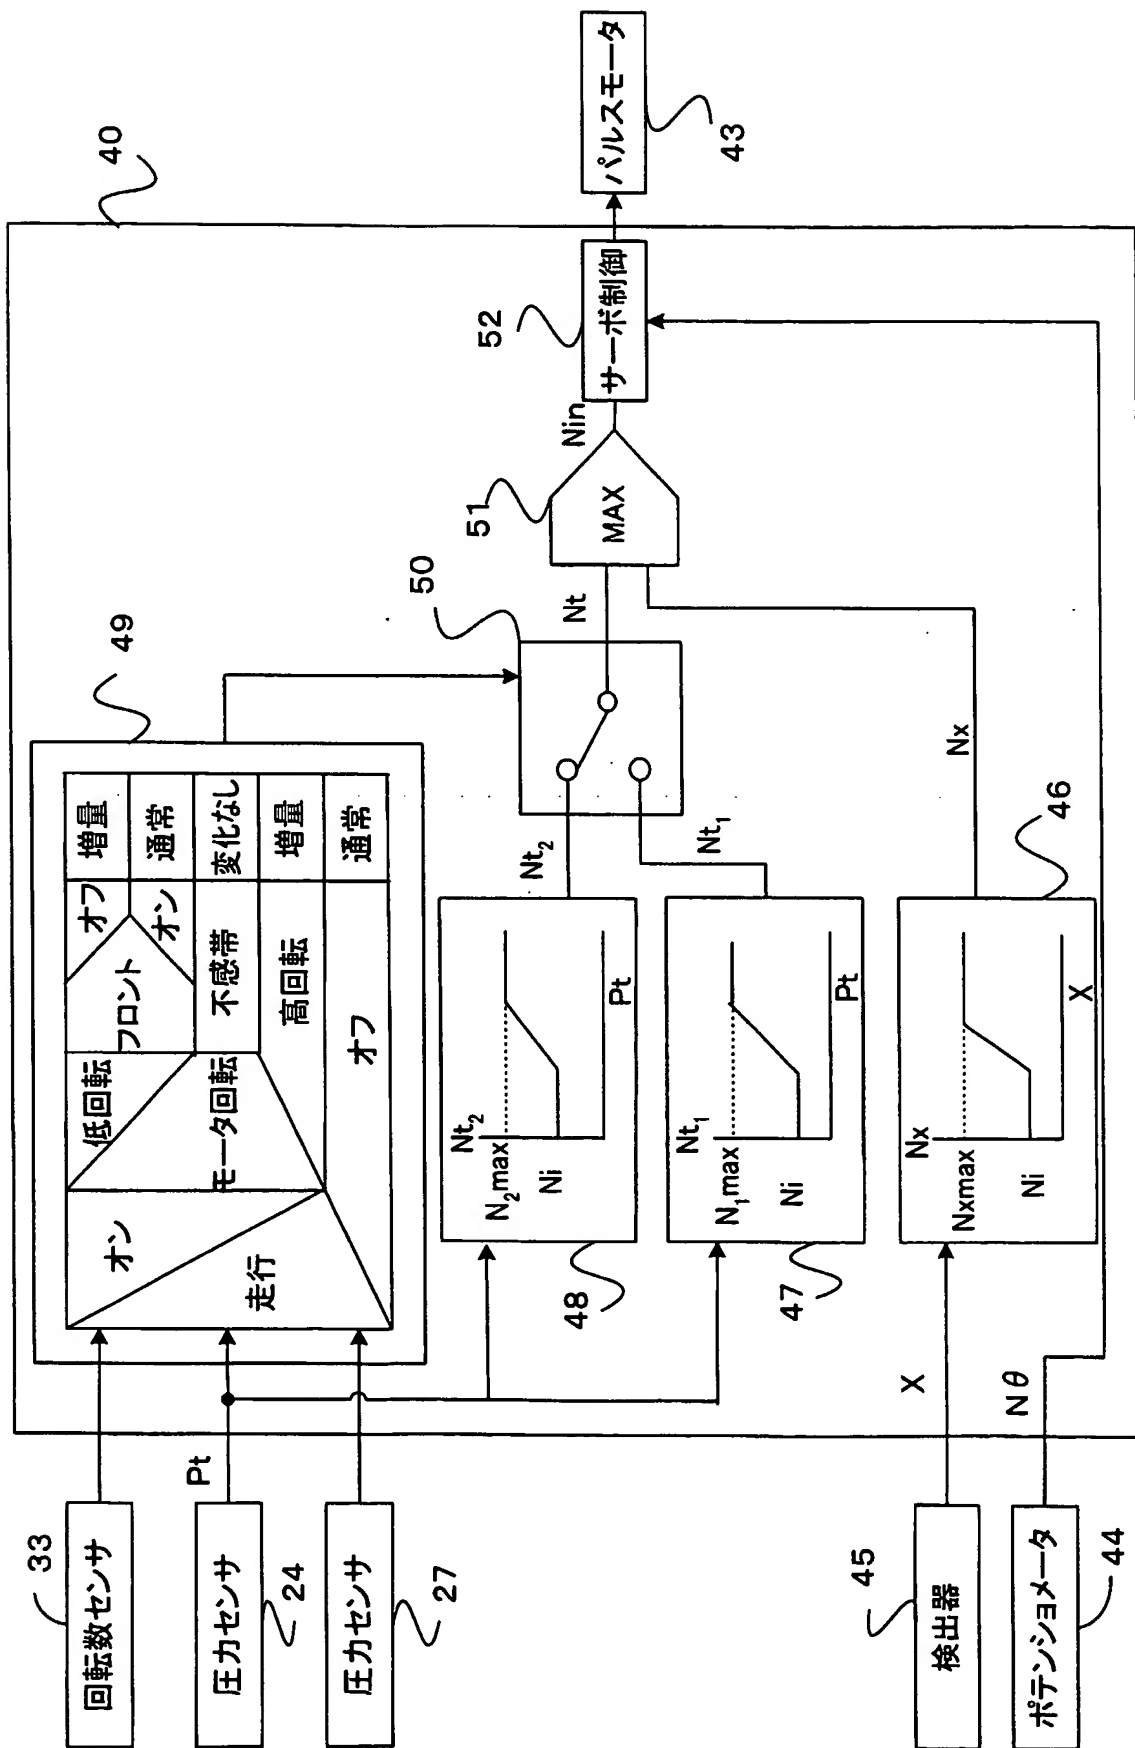 40
49
回転数センサ
33
圧力センサ
24
Pt
圧力センサ
27
走行
オン
オフ
モータ回転
低回転
不感帯
高回転
フロント
オフ
オン
増量
通常
変化なし
増量
通常
48
Nt₂
N₂max
Ni
Pt
Nt₂
47
Nt₁
N₁max
Ni
Pt
Nt₁
46
Nx
Nxmax
Ni
X
Nx
50
Nt
51
MAX
Nin
52
サーボ制御
パルスモータ
43
検出器
45
X
ポテンショメータ
44
Nθ